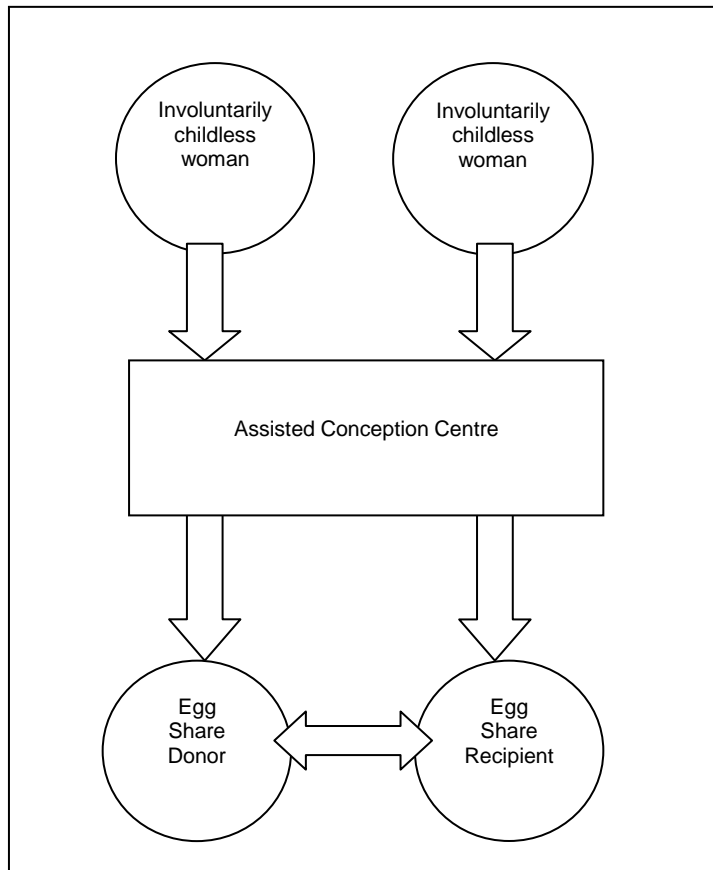 Involuntarily
childless
woman
Involuntarily
childless
woman
Assisted Conception Centre
Egg
Share
Donor
Egg
Share
Recipient